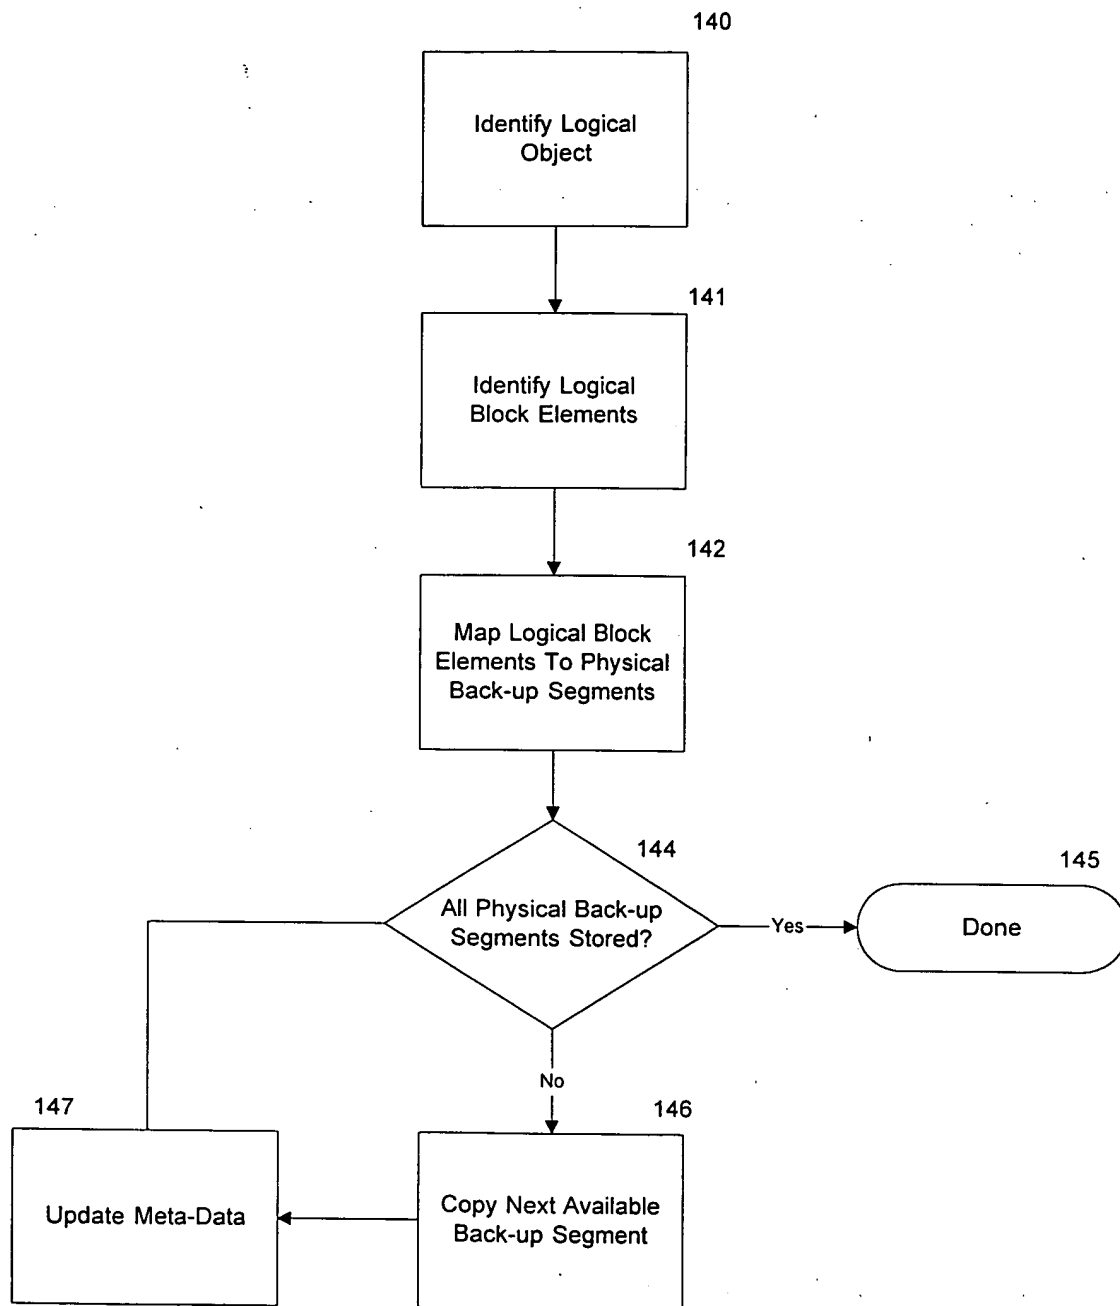 140
Identify Logical
Object
141
Identify Logical
Block Elements
142
Map Logical Block
Elements To Physical
Back-up Segments
144
All Physical Back-up
Segments Stored?
Yes
145
Done
No
146
Copy Next Available
Back-up Segment
147
Update Meta-Data